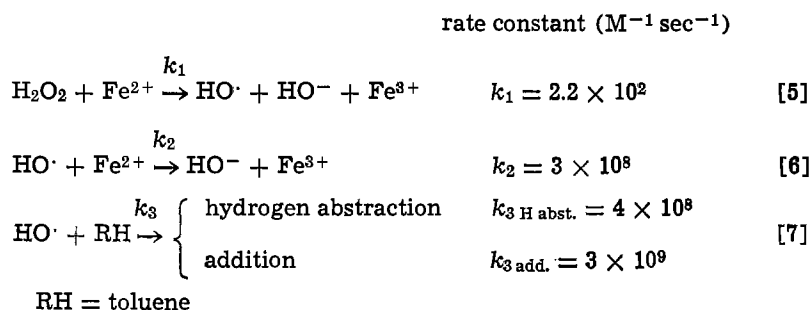 rate constant (M⁻¹ sec⁻¹)
H₂O₂ + Fe²⁺ →k₁ HO· + HO⁻ + Fe³⁺ k₁ = 2.2 × 10² [5]
HO· + Fe²⁺ →k₂ HO⁻ + Fe³⁺ k₂ = 3 × 10⁸ [6]
HO· + RH →k₃ { hydrogen abstraction k₃ H abst. = 4 × 10⁸
addition k₃ add. = 3 × 10⁹ [7]
RH = toluene